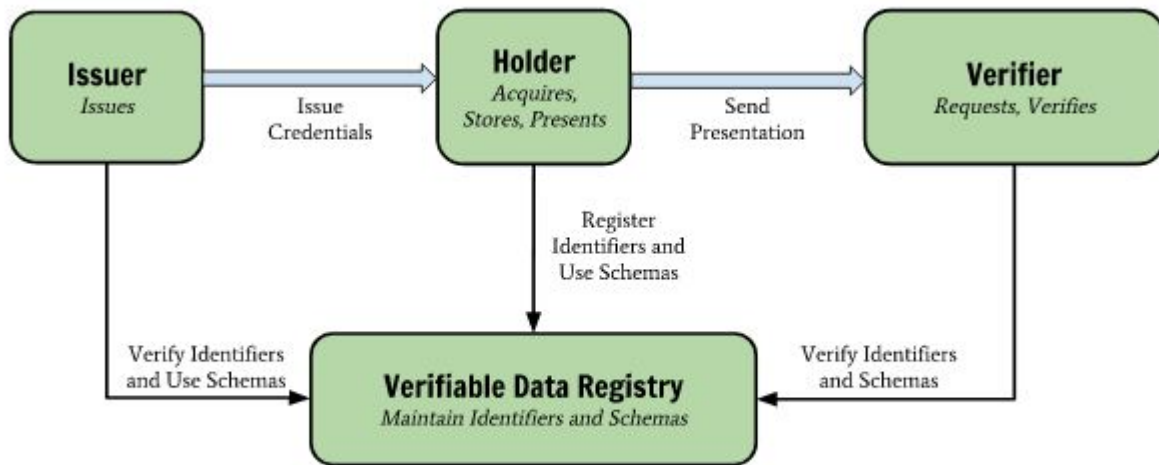 Issuer
Issues
Issue
Credentials
Holder
Acquires,
Stores, Presents
Send
Presentation
Verifier
Requests, Verifies
Register
Identifiers and
Use Schemas
Verify Identifiers
and Use Schemas
Verifiable Data Registry
Maintain Identifiers and Schemas
Verify Identifiers
and Schemas